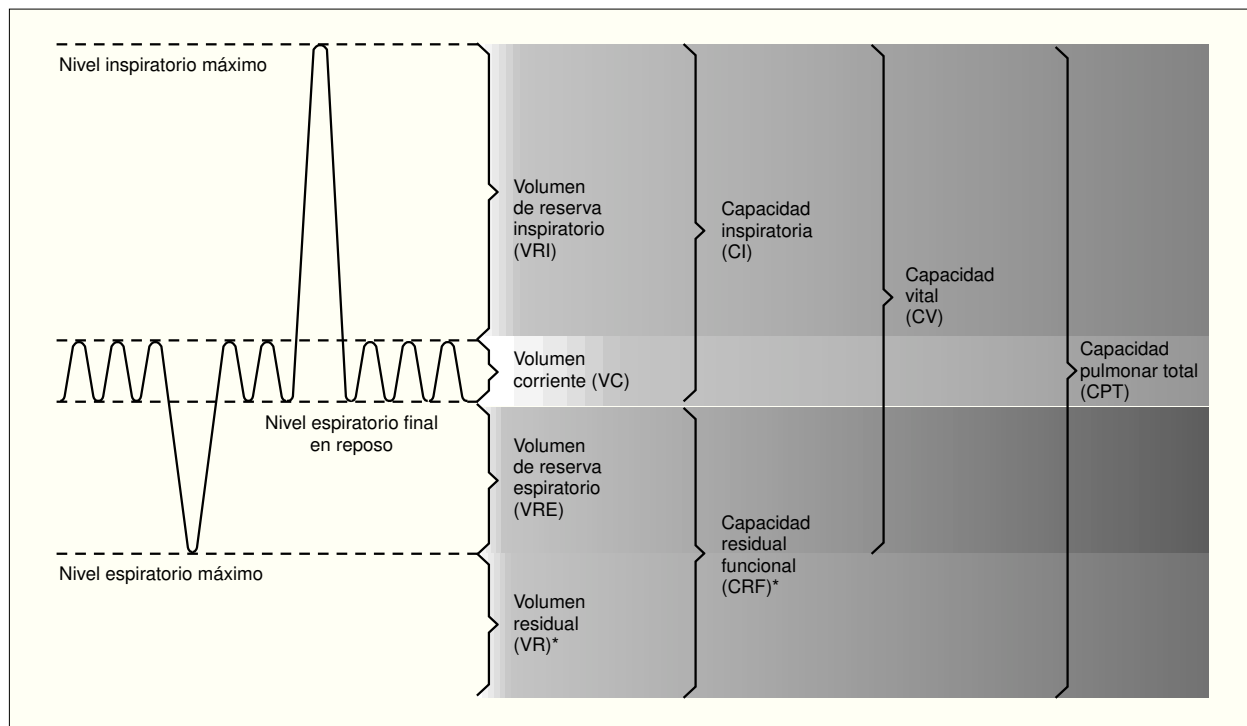 Nivel inspiratorio máximo
Volumen
de reserva
inspiratorio
(VRI)
Capacidad
inspiratoria
(CI)
Capacidad
vital
(CV)
Capacidad
pulmonar total
(CPT)
Volumen
corriente (VC)
Nivel espiratorio final
en reposo
Volumen
de reserva
espiratorio
(VRE)
Capacidad
residual
funcional
(CRF)*
Nivel espiratorio máximo
Volumen
residual
(VR)*